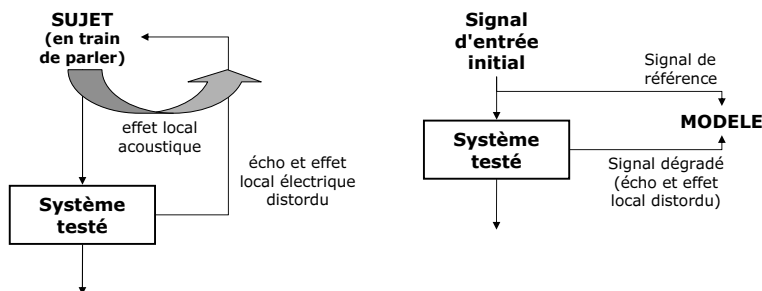 SUJET
(en train
de parler)
effet local
acoustique
écho et effet
local électrique
distordu
Système
testé
Signal
d'entrée
initial
Signal de
référence
MODELE
Système
testé
Signal dégradé
(écho et effet
local distordu)